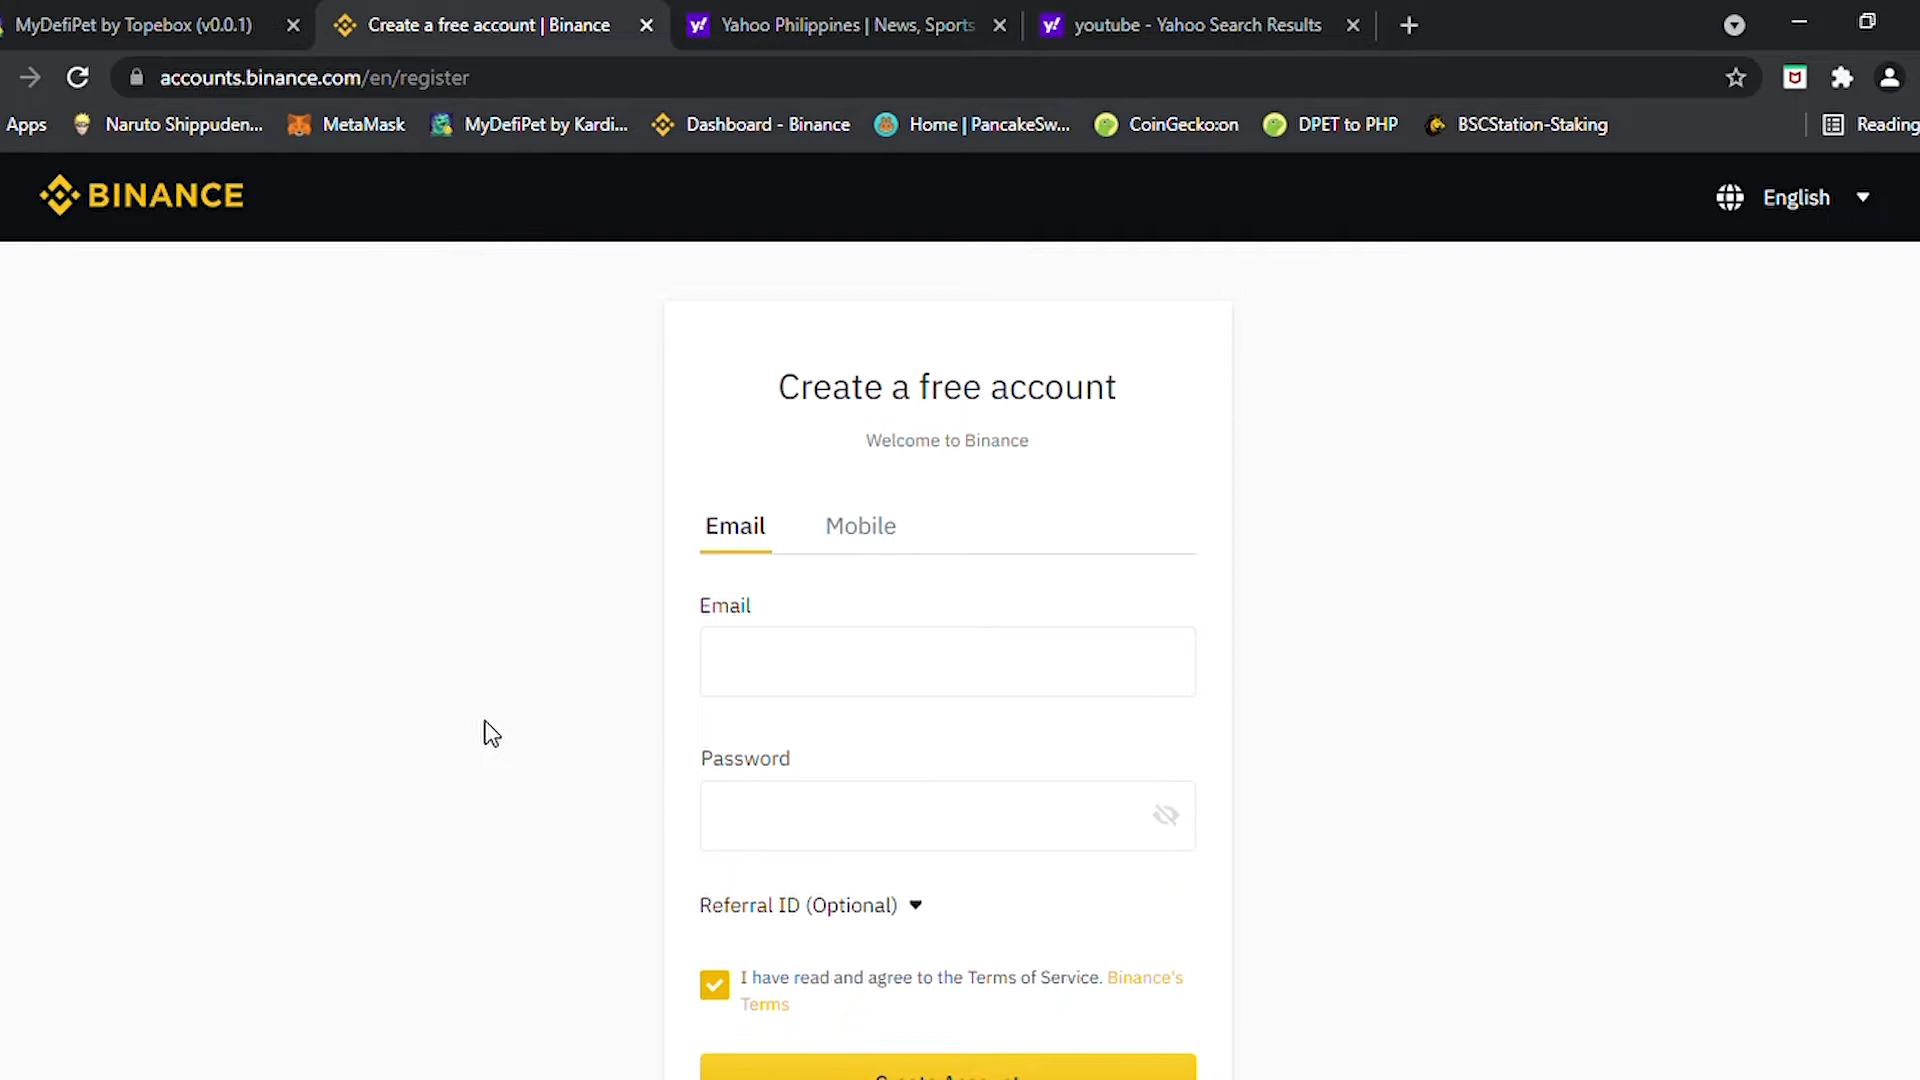 MyDefiPet by Topebox (v0.0.1)
Create a free account | Binance
Yahoo Philippines | News, Sports
youtube - Yahoo Search Results
accounts.binance.com/en/register
Apps
Naruto Shippuden...
MetaMask
MyDefiPet by Kardi...
Dashboard - Binance
Home | PancakeSw...
CoinGecko:on
DPET to PHP
BSCStation-Staking
Reading
BINANCE
English
Create a free account
Welcome to Binance
Email
Mobile
Email
Password
Referral ID (Optional)
I have read and agree to the Terms of Service. Binance's
Terms
Create Account